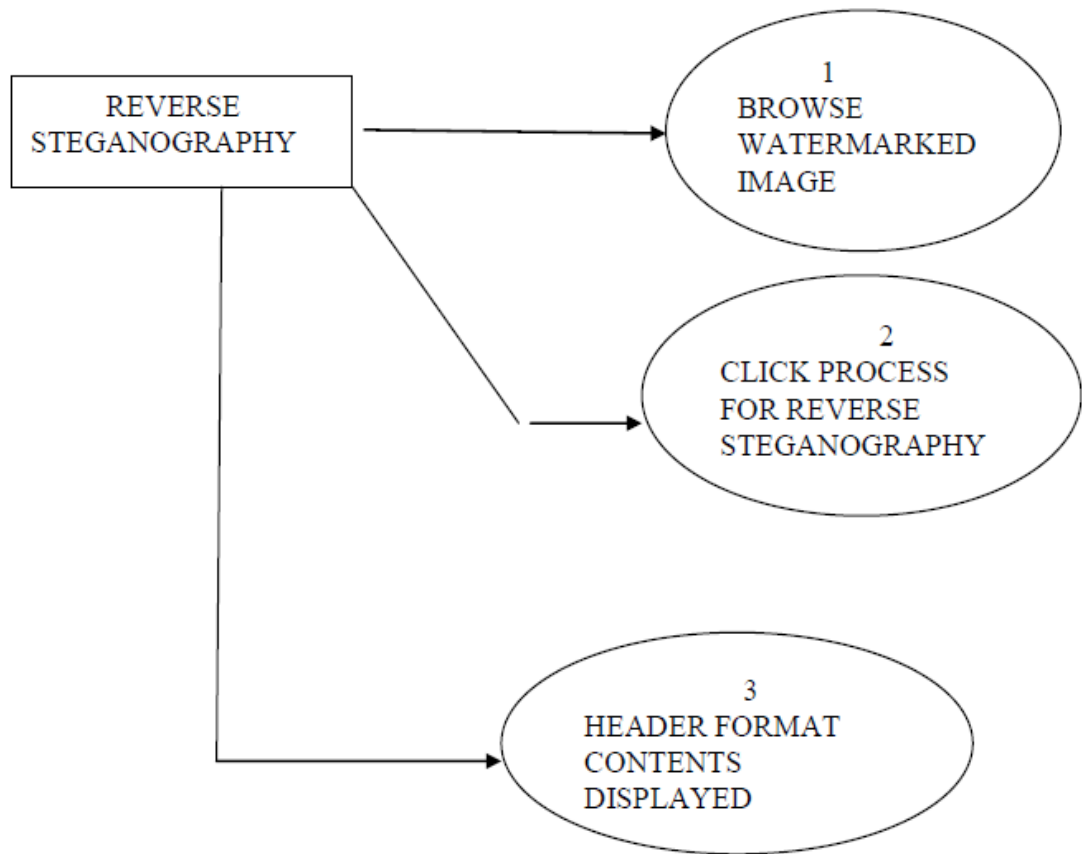 REVERSE
STEGANOGRAPHY
1
BROWSE
WATERMARKED
IMAGE
2
CLICK PROCESS
FOR REVERSE
STEGANOGRAPHY
3
HEADER FORMAT
CONTENTS
DISPLAYED